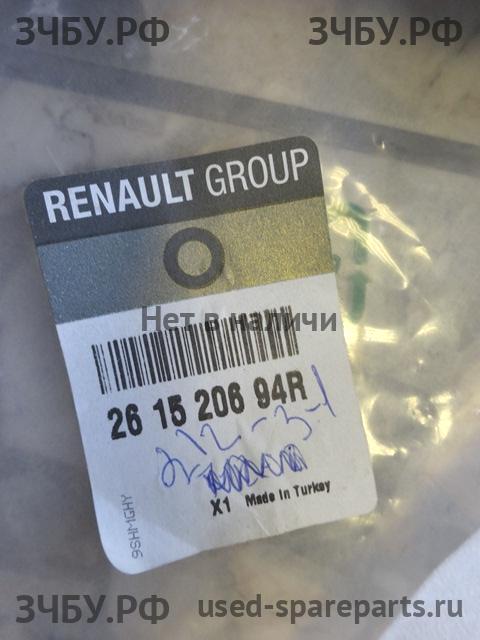 ЗЧБУ.РФ ЗЧБУ.РФ
RENAULT GROUP
Нет в наличи
26 15 206 94R
X1 Made in Turkey
ЗЧБУ.РФ used-spareparts.ru